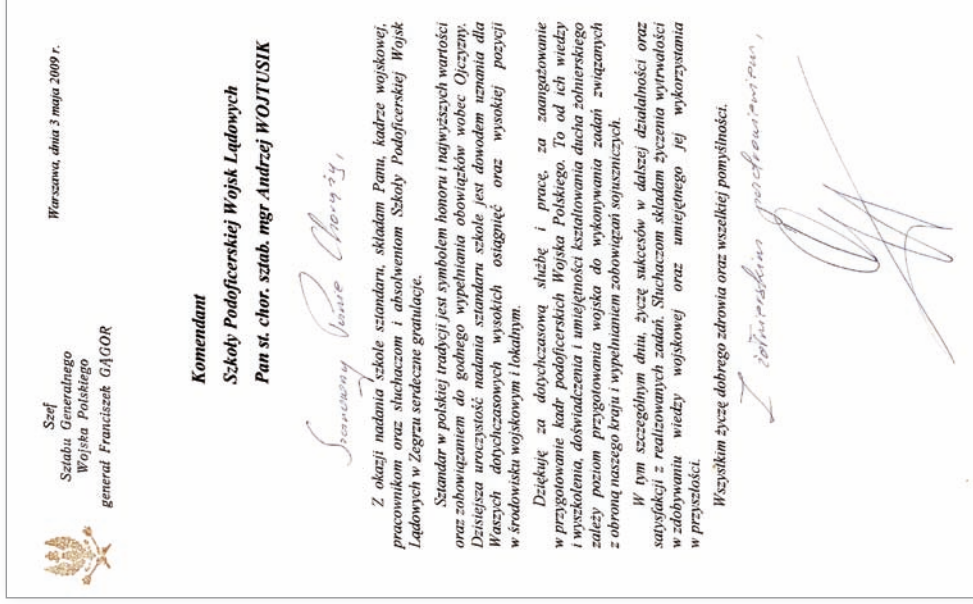 Szef
Sztabu Generalnego
Wojska Polskiego
generał Franciszek GĄGOR
Warszawa, dnia 3 maja 2009 r.
Komendant
Szkoły Podoficerskiej Wojsk Lądowych
Pan st. chor. sztab. mgr Andrzej WOJTUSIK
Szanowny Panie Chorąży,
Z okazji nadania szkole sztandaru, składam Panu, kadrze wojskowej,
pracownikom oraz słuchaczom i absolwentom Szkoły Podoficerskiej Wojsk
Lądowych w Zegrzu serdeczne gratulacje.
Sztandar w polskiej tradycji jest symbolem honoru i najwyższych wartości
oraz zobowiązaniem do godnego wypełniania obowiązków wobec Ojczyzny.
Dzisiejsza uroczystość nadania sztandaru szkole jest dowodem uznania dla
Waszych dotychczasowych wysokich osiągnięć oraz wysokiej pozycji
w środowisku wojskowym i lokalnym.
Dziękuję za dotychczasową służbę i pracę, za zaangażowanie
w przygotowanie kadr podoficerskich Wojska Polskiego. To od ich wiedzy
i wyszkolenia, doświadczenia i umiejętności kształtowania ducha żołnierskiego
zależy poziom przygotowania wojska do wykonywania zadań związanych
z obroną naszego kraju i wypełnianiem zobowiązań sojuszniczych.
W tym szczególnym dniu, życzę sukcesów w dalszej działalności oraz
satysfakcji z realizowanych zadań. Słuchaczom składam życzenia wytrwałości
w zdobywaniu wiedzy wojskowej oraz umiejętnego jej wykorzystania
w przyszłości.
Wszystkim życzę dobrego zdrowia oraz wszelkiej pomyślności.
Z żołnierskim pozdrowieniem,